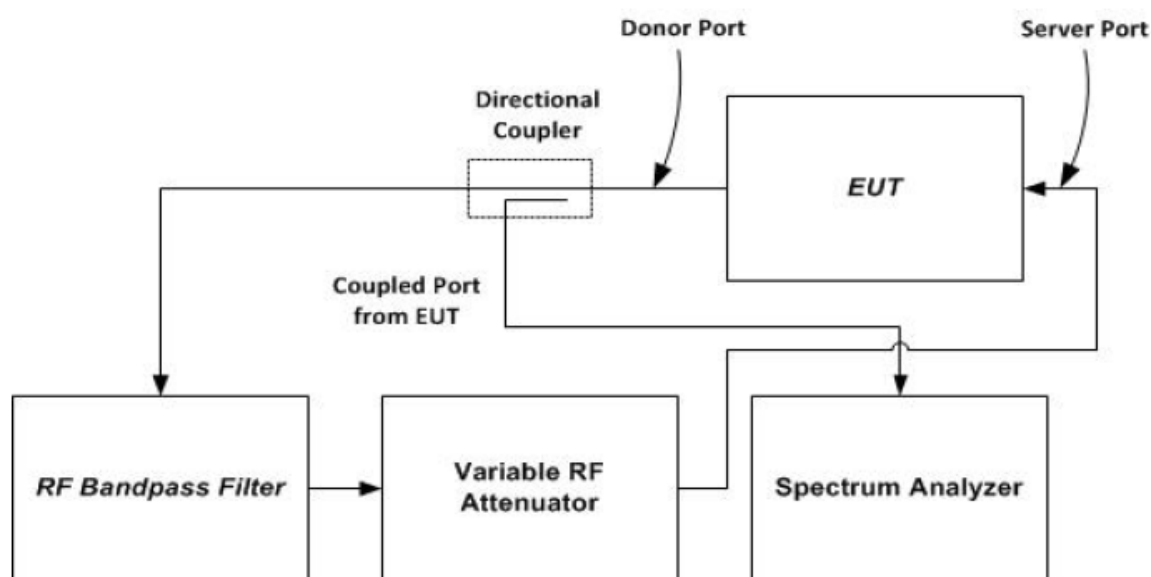 Donor Port
Server Port
Directional
Coupler
EUT
Coupled Port
from EUT
RF Bandpass Filter
Variable RF
Attenuator
Spectrum Analyzer